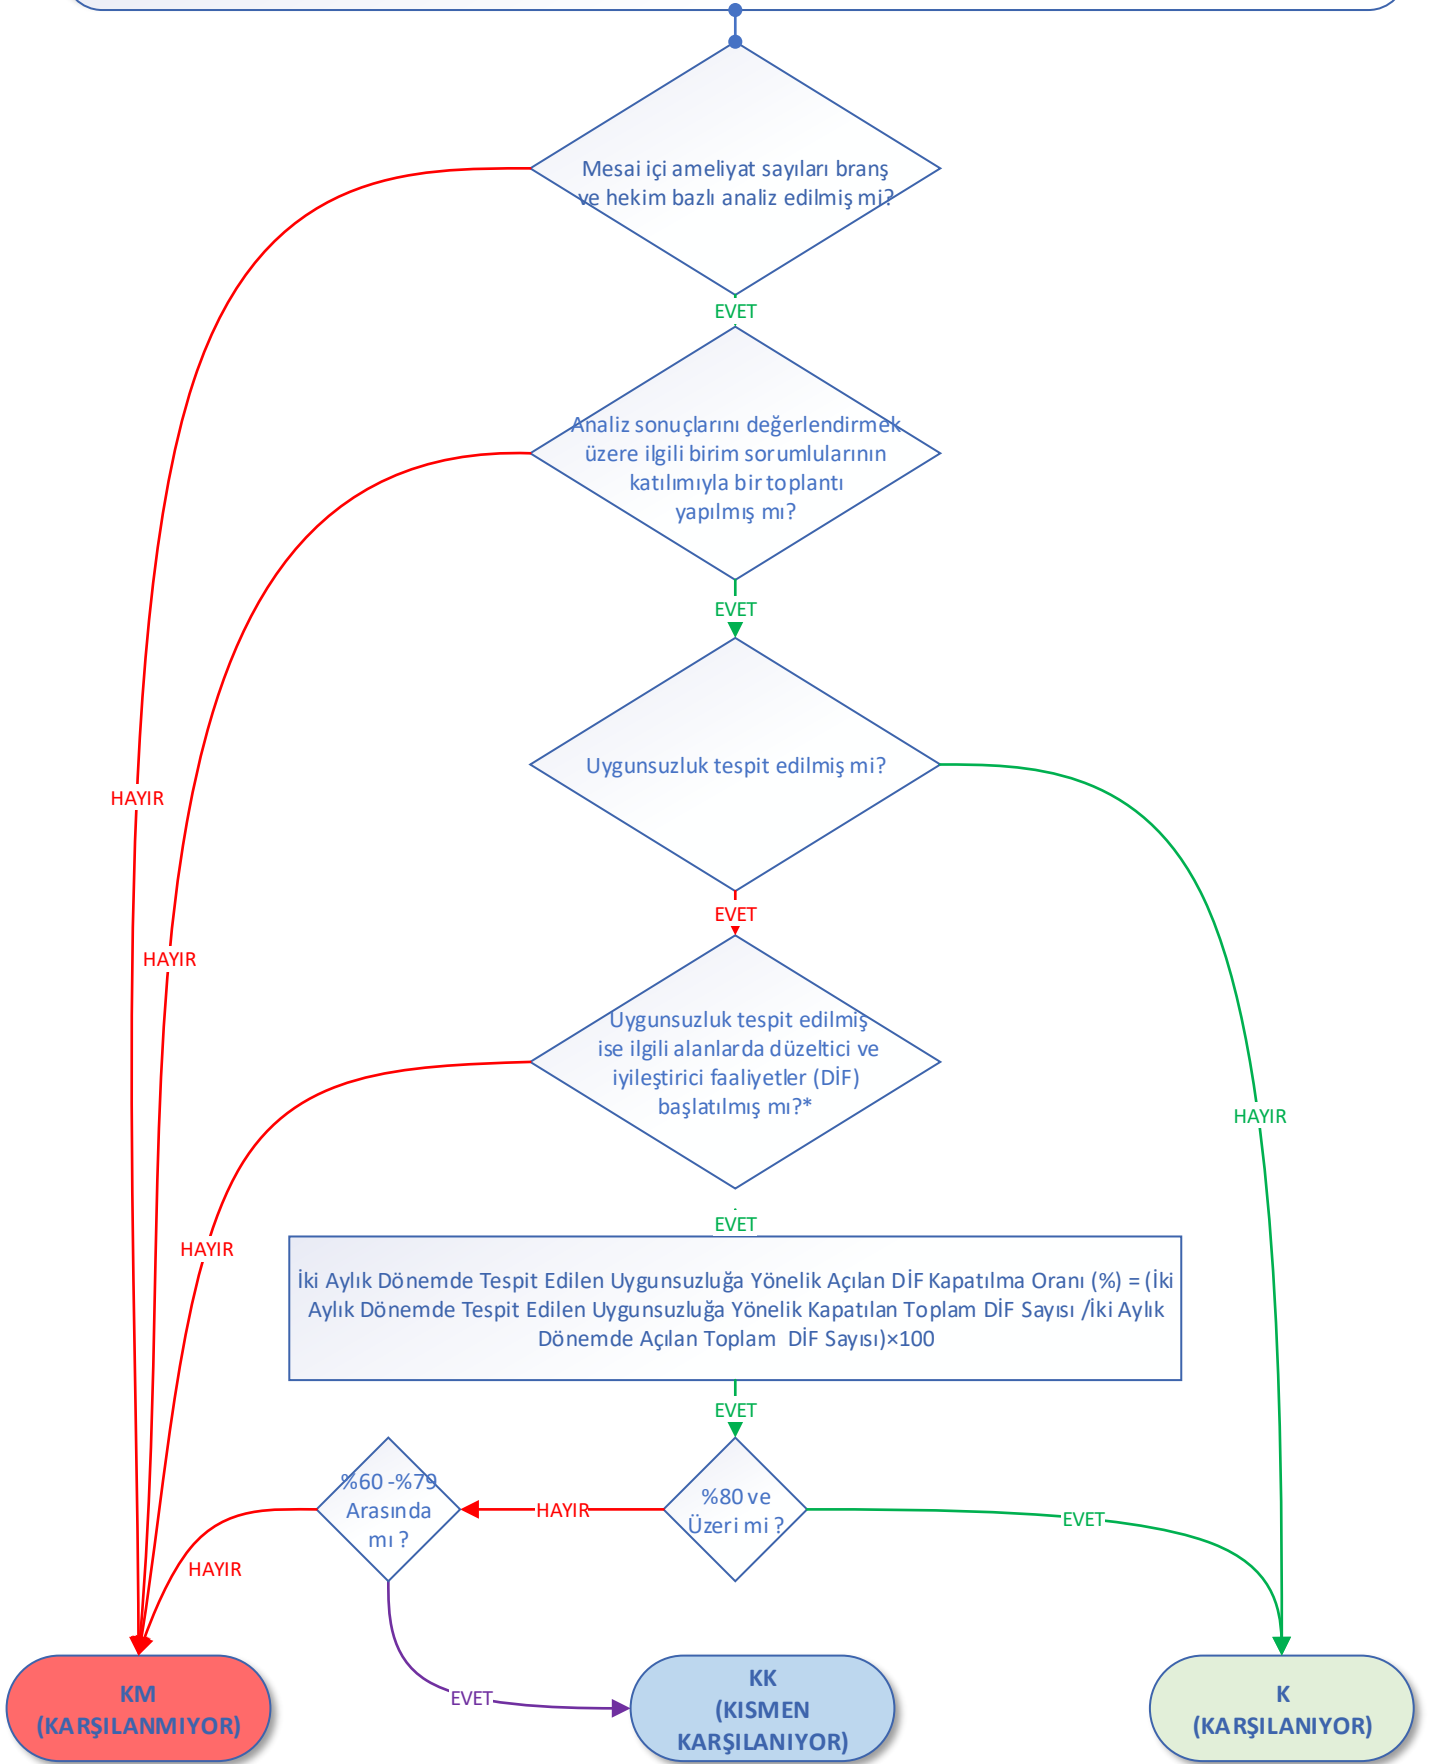 Mesai içi ameliyat sayıları branş
ve hekim bazlı analiz edilmiş mi?
EVET
Analiz sonuçlarını değerlendirmek
üzere ilgili birim sorumlularının
katılımıyla bir toplantı
yapılmış mı?
EVET
Uygunsuzluk tespit edilmiş mi?
HAYIR
EVET
HAYIR
Uygunsuzluk tespit edilmiş
ise ilgili alanlarda düzeltici ve
iyileştirici faaliyetler (DİF)
başlatılmış mı?*
HAYIR
EVET
HAYIR
İki Aylık Dönemde Tespit Edilen Uygunsuzluğa Yönelik Açılan DİF Kapatılma Oranı (%) = (İki
Aylık Dönemde Tespit Edilen Uygunsuzluğa Yönelik Kapatılan Toplam DİF Sayısı /İki Aylık
Dönemde Açılan Toplam DİF Sayısı)×100
EVET
%60 -%79
Arasında
mı ?
HAYIR
%80 ve
Üzeri mi ?
EVET
HAYIR
EVET
KM
(KARŞILANMIYOR)
KK
(KISMEN
KARŞILANIYOR)
K
(KARŞILANIYOR)